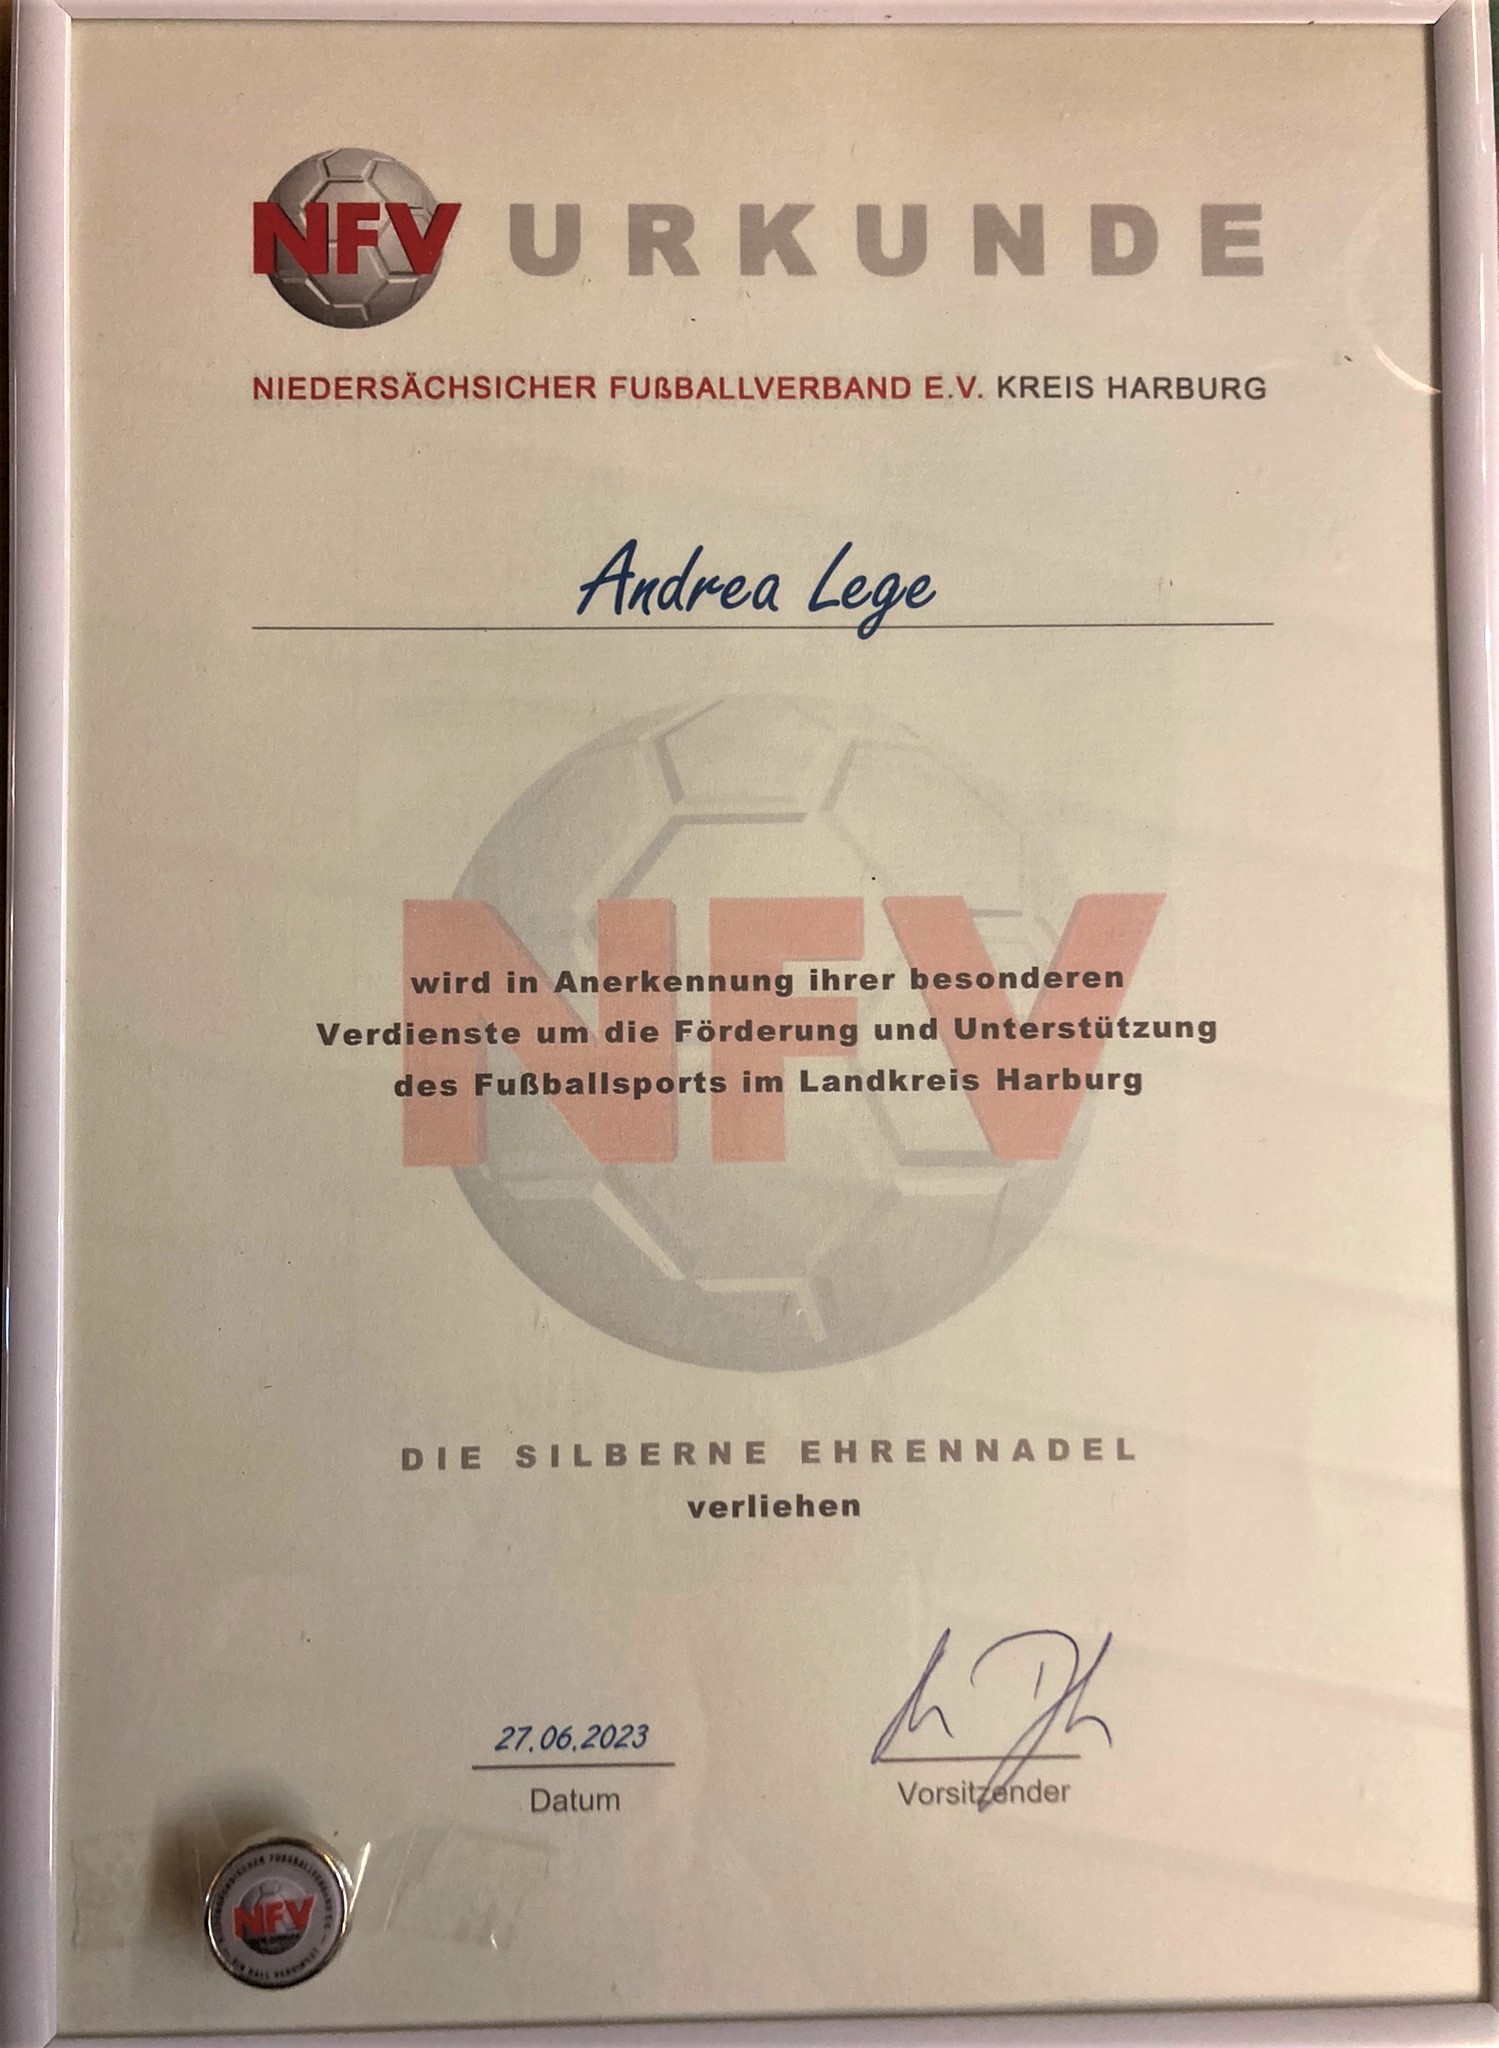 NFV URKUNDE
NIEDERSÄCHSICHER FUßBALLVERBAND E.V. KREIS HARBURG
Andrea Lege
NFV
wird in Anerkennung ihrer besonderen
Verdienste um die Förderung und Unterstützung
des Fußballsports im Landkreis Harburg
DIE SILBERNE EHRENNADEL
verliehen
27.06.2023
Datum
Vorsitzender
NFV